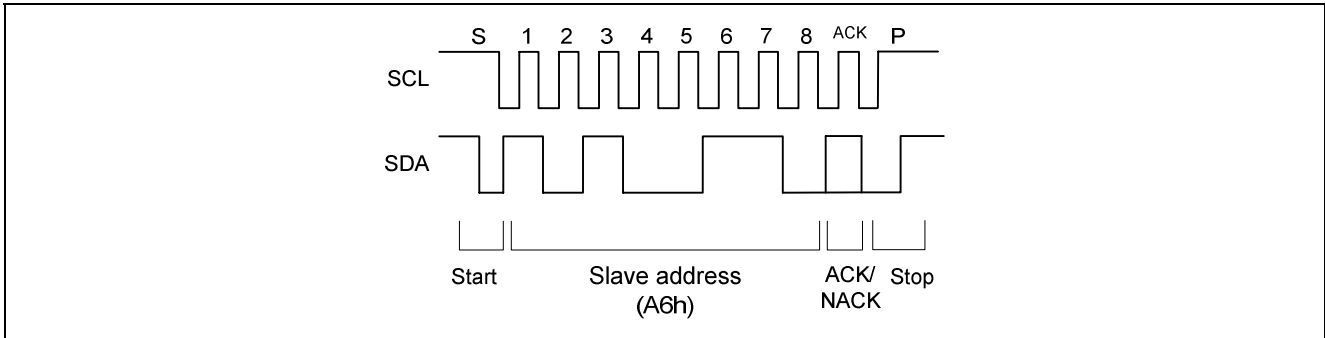 S 1 2 3 4 5 6 7 8 ACK P
SCL
SDA
Start Slave address ACK/ Stop
(A6h) NACK